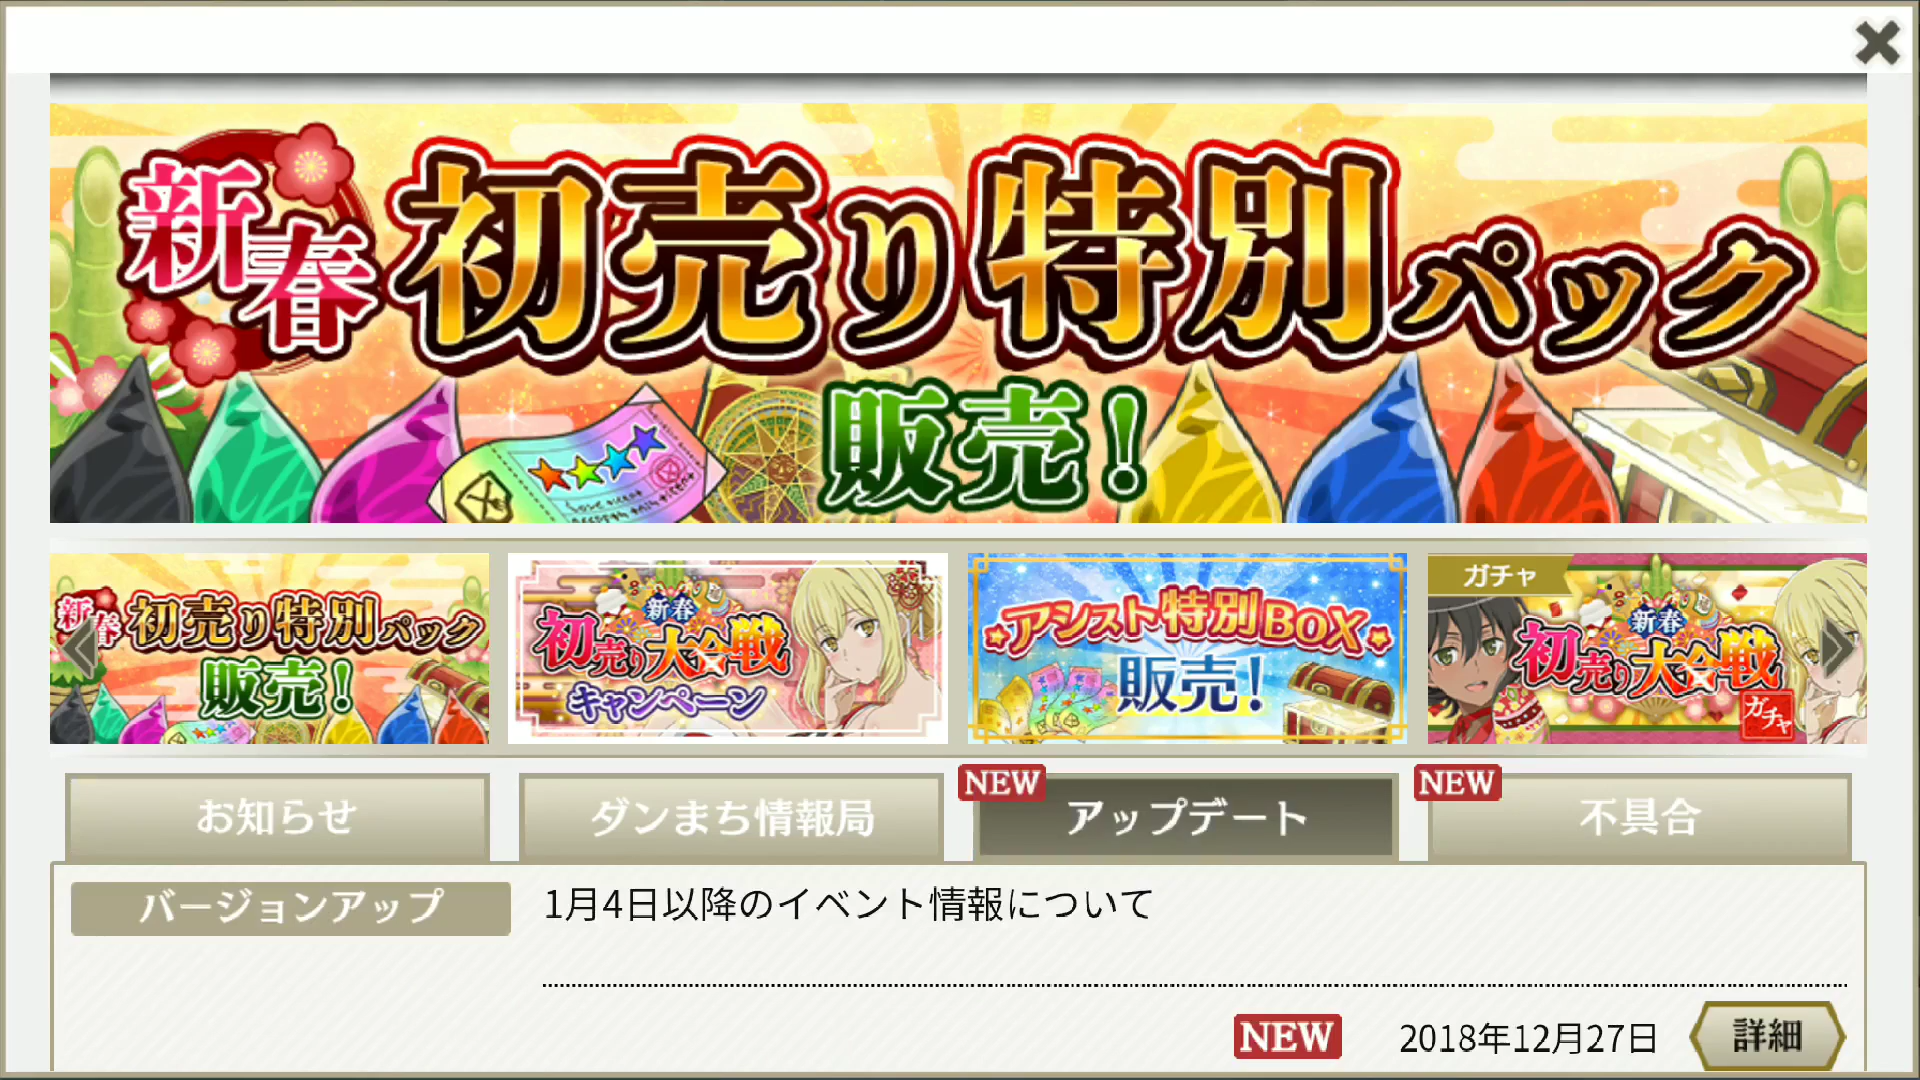 新春 初売り特別パック
販売!
新春 初売り特別パック
販売!
新春
初売り大合戦
キャンペーン
アシスト特別BOX
販売!
ガチャ
新春
初売り大合戦
ガチャ
お知らせ
ダンまち情報局
NEW
アップデート
NEW
不具合
バージョンアップ
1月4日以降のイベント情報について
NEW
2018年12月27日
詳細